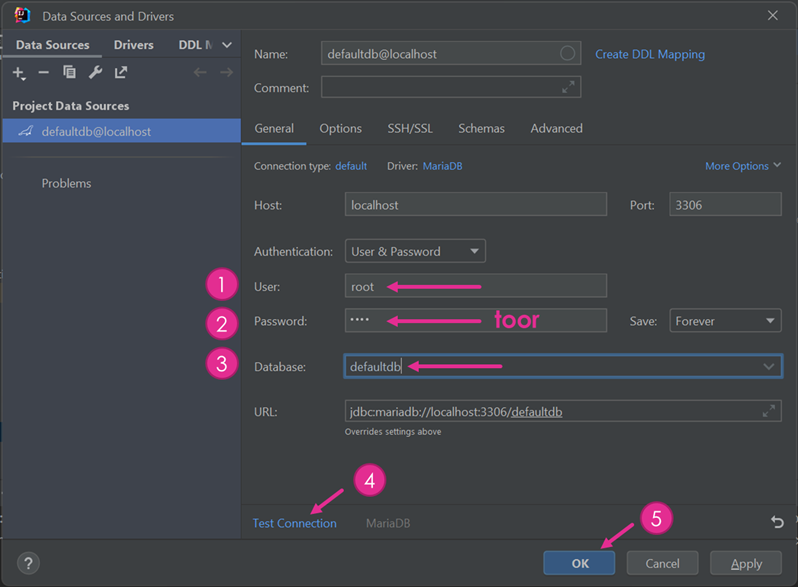 Data Sources and Drivers
Data Sources Drivers DDL M
Project Data Sources
defaultdb@localhost
Problems
Name: defaultdb@localhost Create DDL Mapping
Comment:
General Options SSH/SSL Schemas Advanced
Connection type: default Driver: MariaDB More Options
Host: localhost Port: 3306
Authentication: User & Password
1 User: root
2 Password: •••• toor Save: Forever
3 Database: defaultdb
URL: jdbc:mariadb://localhost:3306/defaultdb
Overrides settings above
4
Test Connection MariaDB
5
? OK Cancel Apply